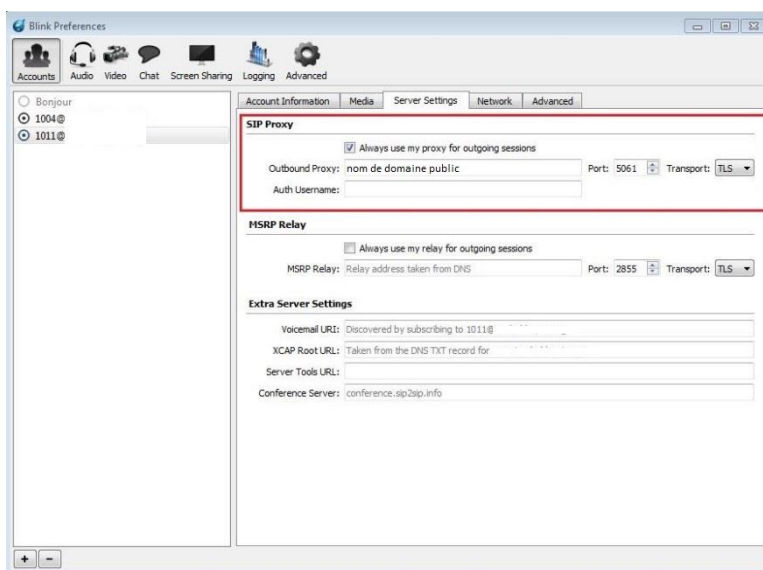 Blink Preferences
Accounts Audio Video Chat Screen Sharing Logging Advanced
Bonjour
1004@
1011@
Account Information Media Server Settings Network Advanced
SIP Proxy
Always use my proxy for outgoing sessions
Outbound Proxy: nom de domaine public Port: 5061 Transport: TLS
Auth Username:
MSRP Relay
Always use my relay for outgoing sessions
MSRP Relay: Relay address taken from DNS Port: 2855 Transport: TLS
Extra Server Settings
Voicemail URI: Discovered by subscribing to 1011@
XCAP Root URL: Taken from the DNS TXT record for
Server Tools URL:
Conference Server: conference.sip2sip.info